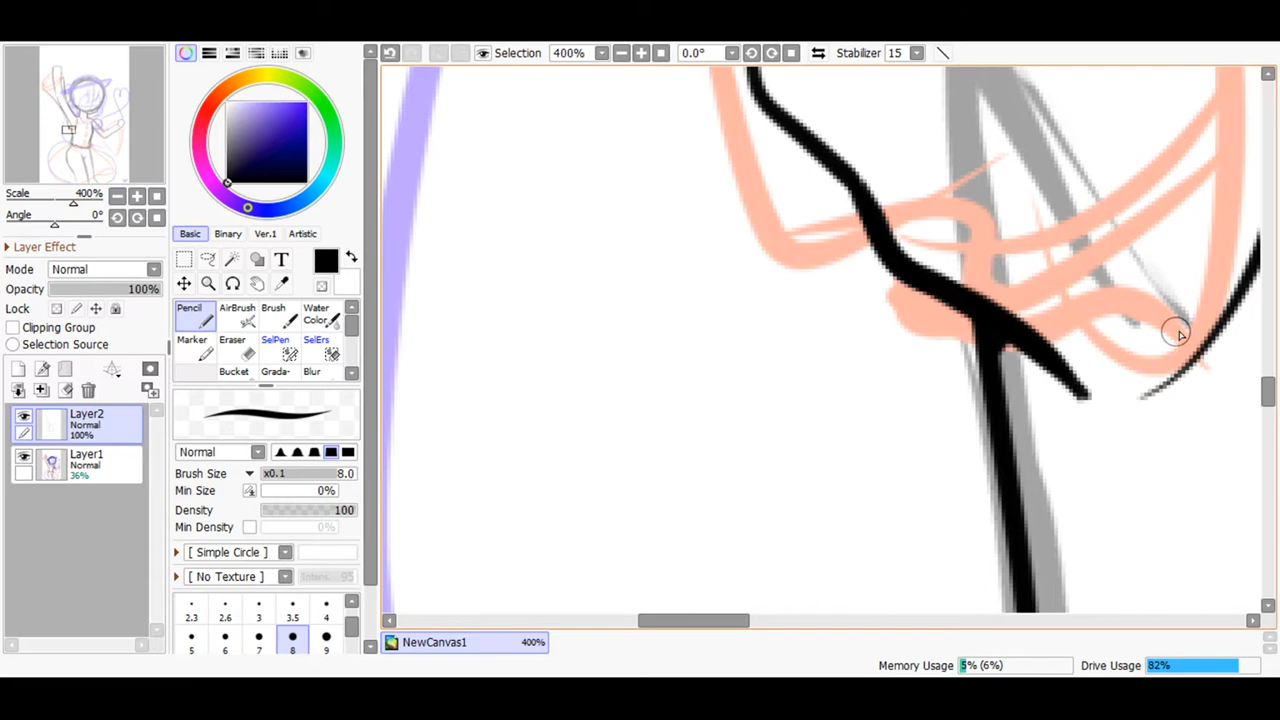 Selection 400% 0.0° Stabilizer 15
Scale 400%
Angle 0°
Layer Effect
Mode Normal
Opacity 100%
Lock
Clipping Group
Selection Source
Layer2
Normal
100%
Layer1
Normal
36%
Basic Binary Ver.1 Artistic
T
Pencil AirBrush Brush Water Color
Marker Eraser SelPen SelErs
Bucket Grada- Blur
Normal
Brush Size x0.1 8.0
Min Size 0%
Density 100
Min Density 0%
[ Simple Circle ]
[ No Texture ] Intens. 95
2.3 2.6 3 3.5 4
5 6 7 8 9
NewCanvas1 400%
Memory Usage 5% (6%) Drive Usage 82%